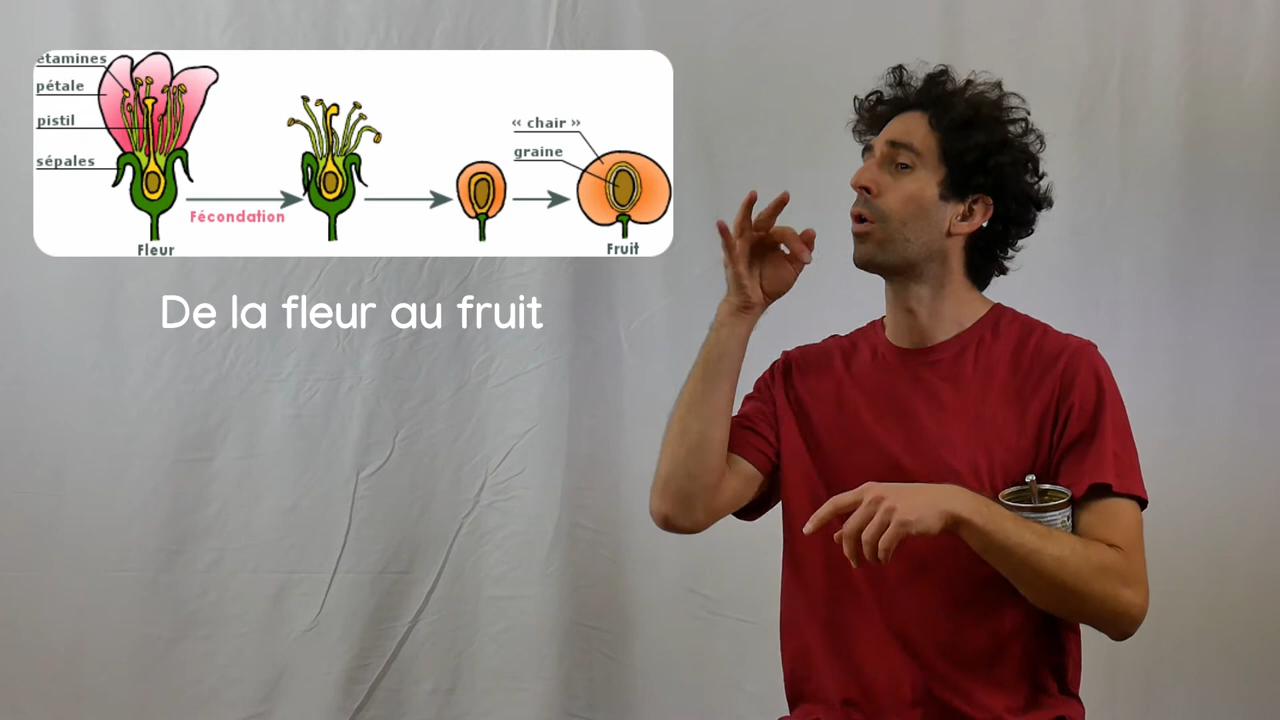 étamines
pétale
pistil
sépales
Fécondation
Fleur
« chair »
graine
Fruit
De la fleur au fruit